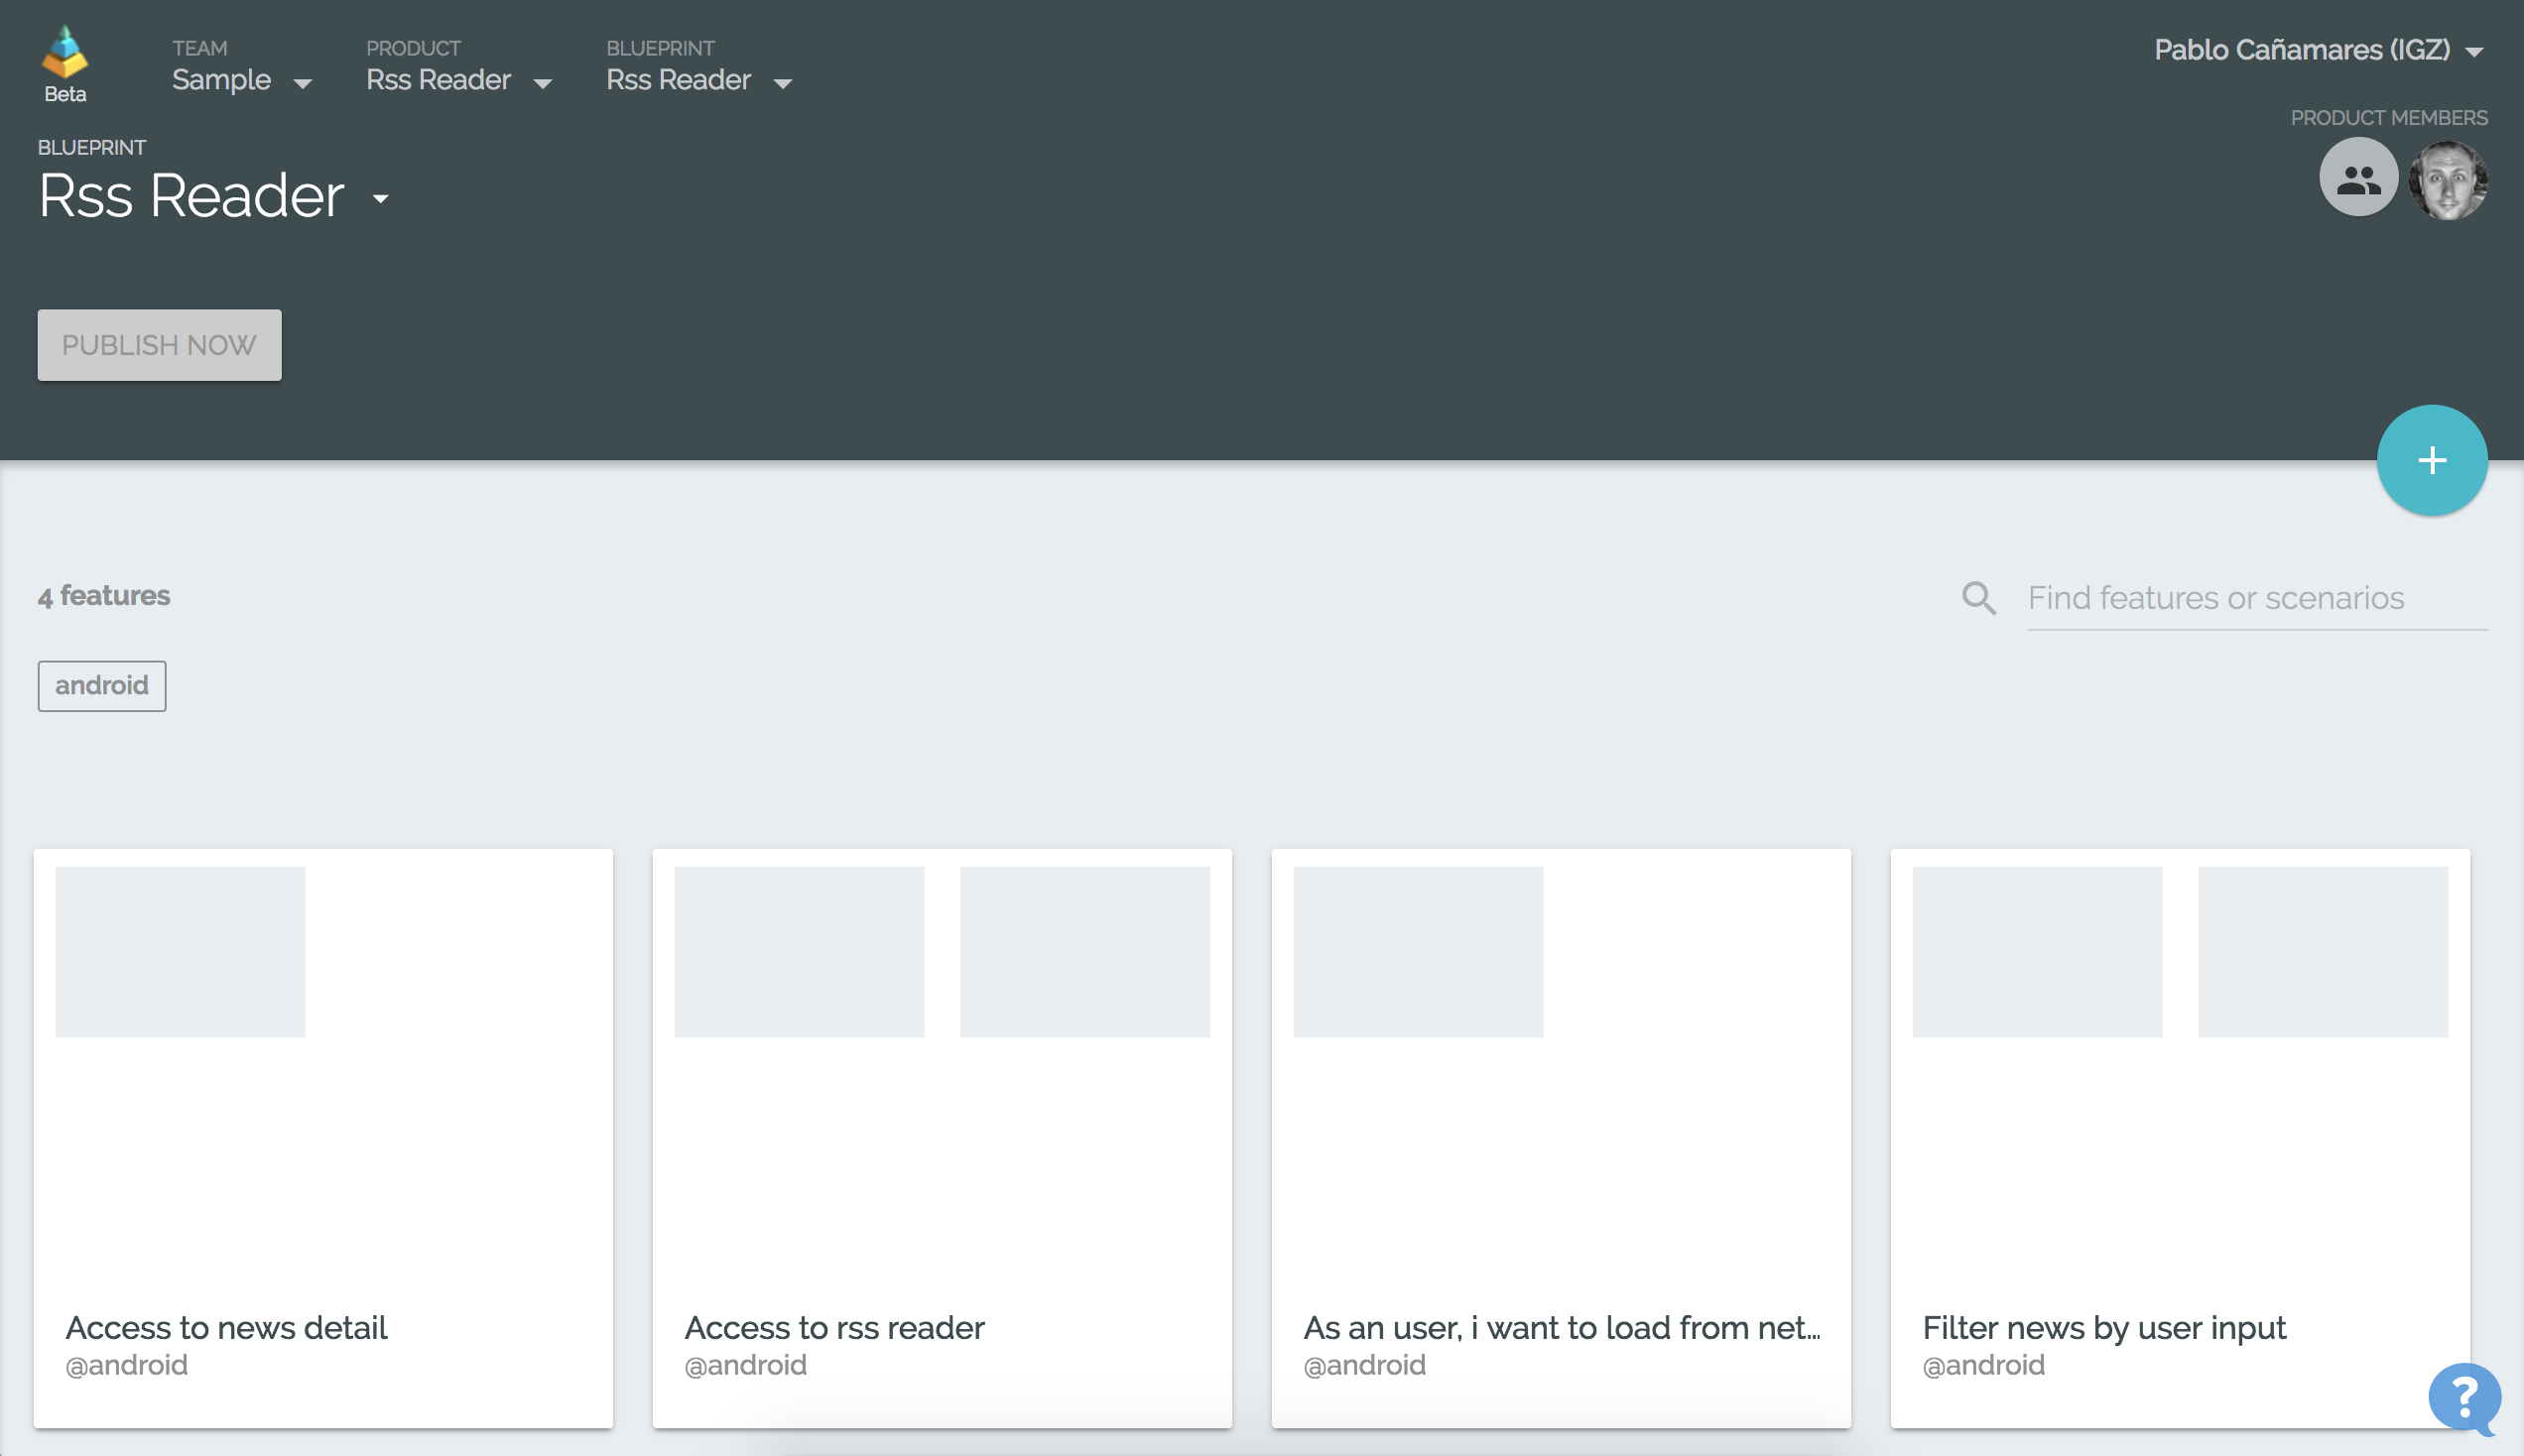 Beta
TEAM
Sample
PRODUCT
Rss Reader
BLUEPRINT
Rss Reader
Pablo Cañamares (IGZ)
PRODUCT MEMBERS
BLUEPRINT
Rss Reader
PUBLISH NOW
+
4 features
Find features or scenarios
android
Access to news detail
@android
Access to rss reader
@android
As an user, i want to load from net...
@android
Filter news by user input
@android
?